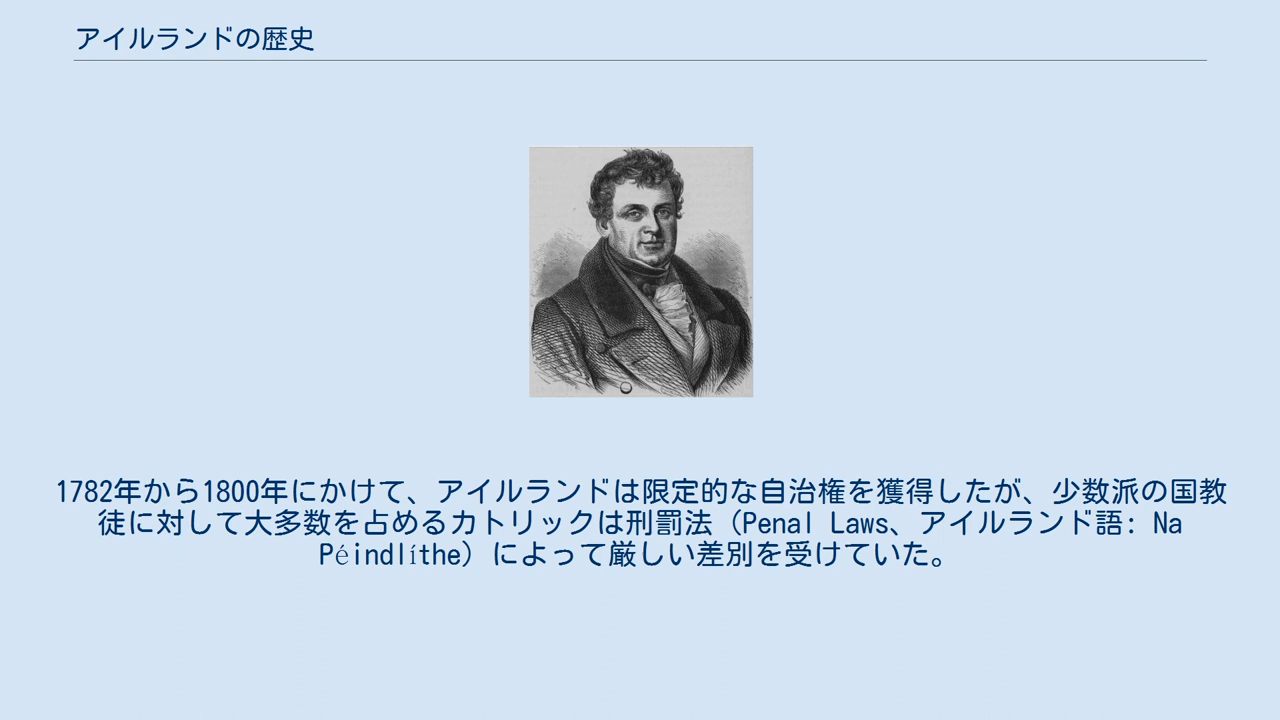 アイルランドの歴史
1782年から1800年にかけて、アイルランドは限定的な自治権を獲得したが、少数派の国教
徒に対して大多数を占めるカトリックは刑罰法（Penal Laws、アイルランド語: Na
Péindlíthe）によって厳しい差別を受けていた。